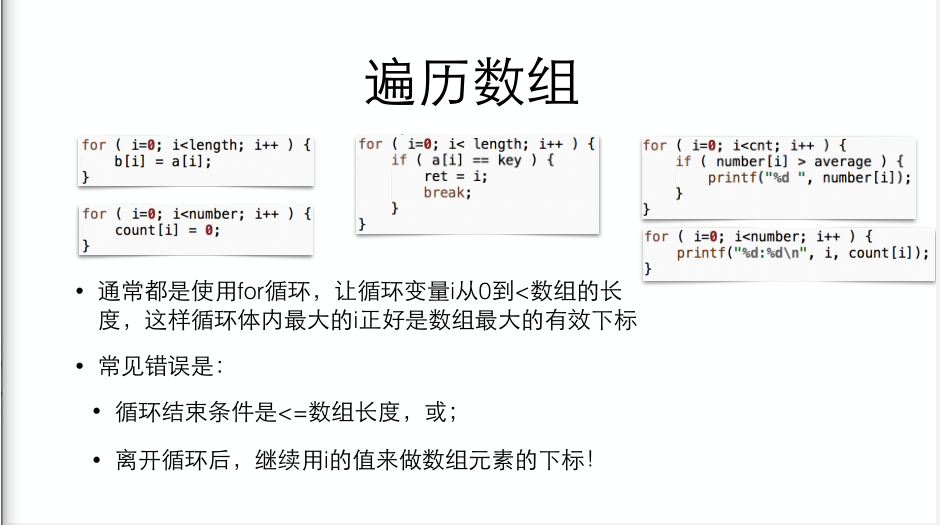 遍历数组
for ( i=0; i<length; i++ ) {
    b[i] = a[i];
}
for ( i=0; i<number; i++ ) {
    count[i] = 0;
}
for ( i=0; i< length; i++ ) {
    if ( a[i] == key ) {
        ret = i;
        break;
    }
}
for ( i=0; i<cnt; i++ ) {
    if ( number[i] > average ) {
        printf("%d ", number[i]);
    }
}
for ( i=0; i<number; i++ ) {
    printf("%d:%d\n", i, count[i]);
}
• 通常都是使用for循环，让循环变量i从0到<数组的长
度，这样循环体内最大的i正好是数组最大的有效下标
• 常见错误是：
• 循环结束条件是<=数组长度，或；
• 离开循环后，继续用i的值来做数组元素的下标！